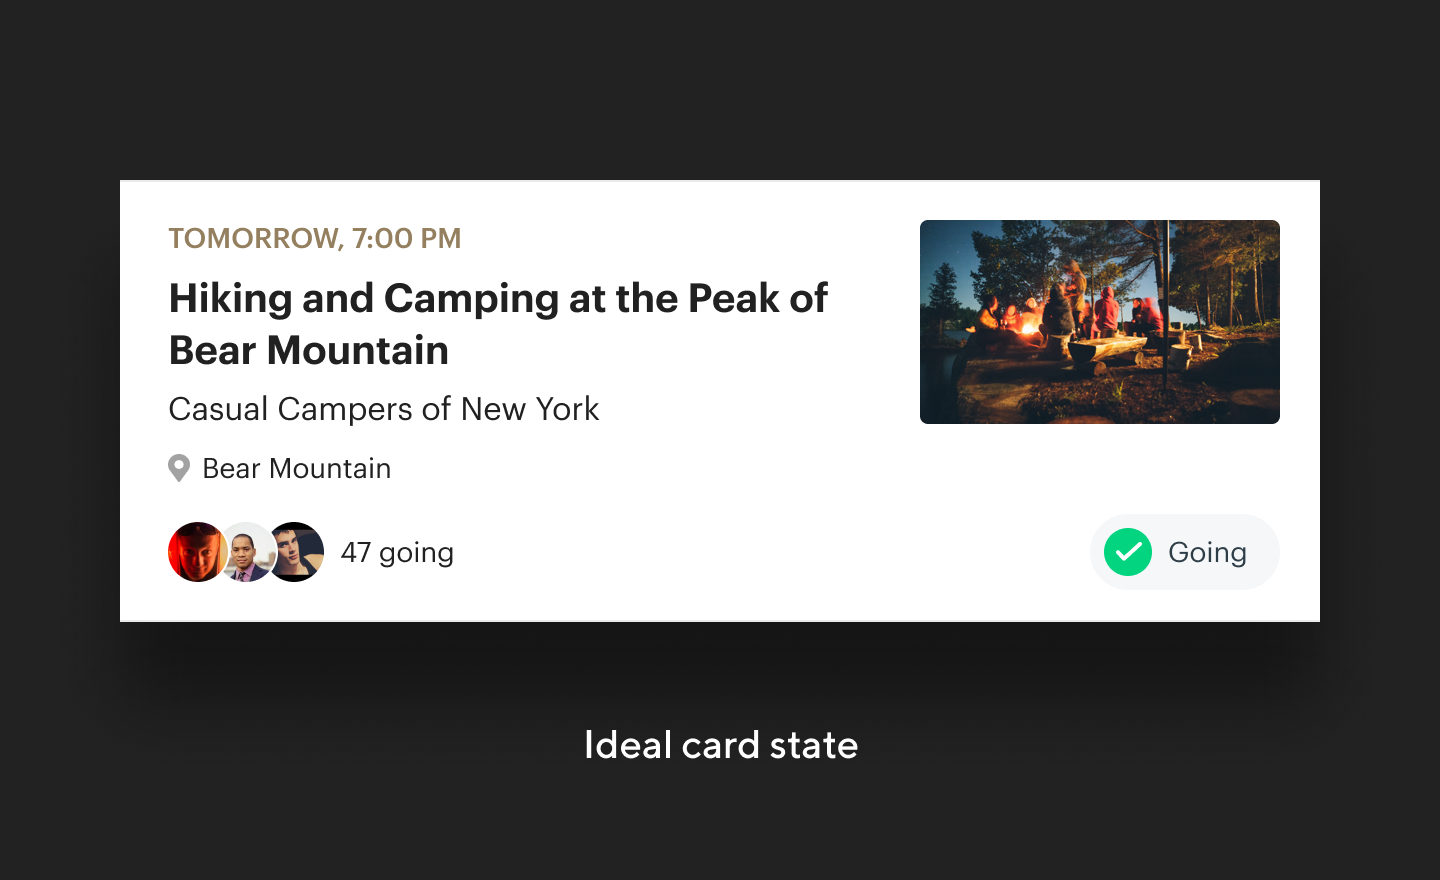 TOMORROW, 7:00 PM
Hiking and Camping at the Peak of
Bear Mountain
Casual Campers of New York
Bear Mountain
47 going
Going
Ideal card state